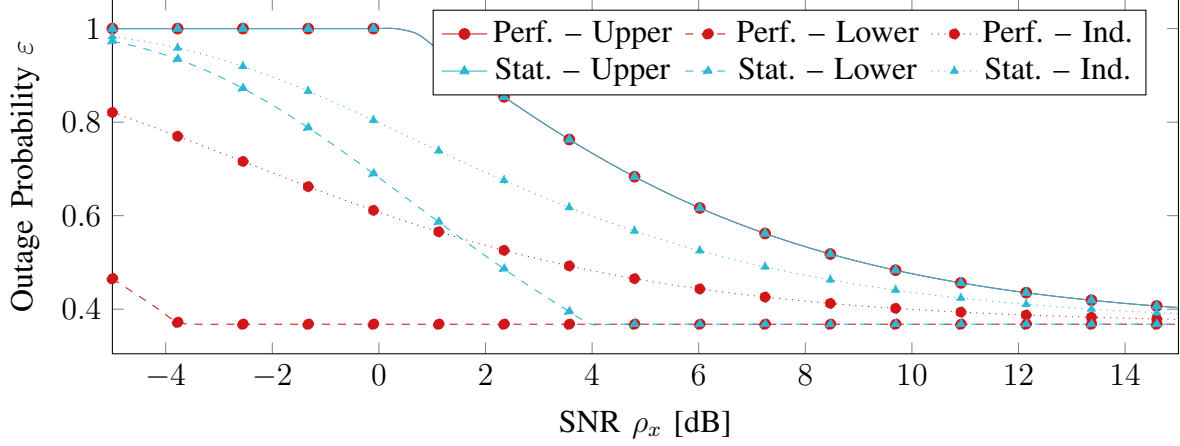 1
0.8
0.6
0.4
Outage Probability ε
Perf. – Upper Perf. – Lower Perf. – Ind.
Stat. – Upper Stat. – Lower Stat. – Ind.
−4 −2 0 2 4 6 8 10 12 14
SNR ρₓ [dB]